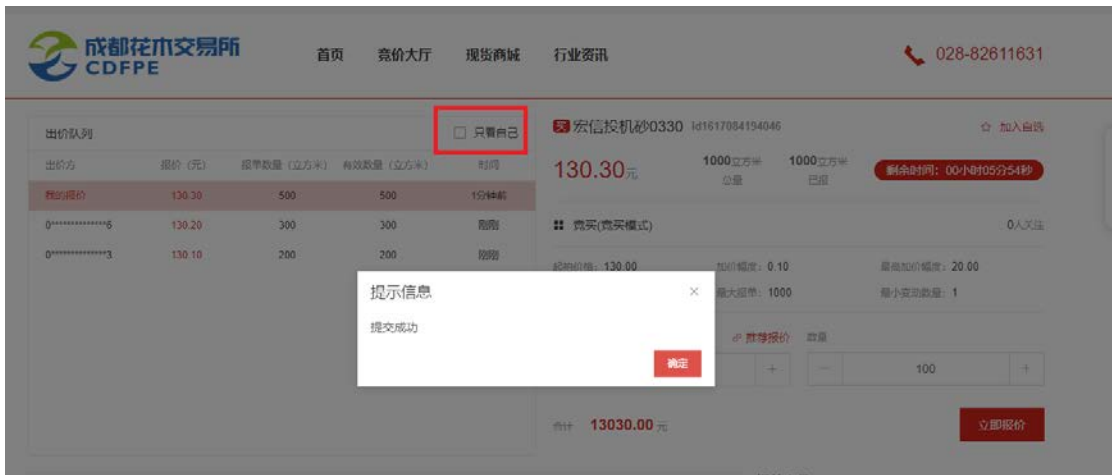 成都花木交易所
CDFPE
首页 竞价大厅 现货商城 行业资讯
028-82611631
出价队列
只看自己
出价方 报价（元） 报单数量（立方米） 有效数量（立方米） 时间
我的报价 130.30 500 500 1分钟前
0**************6 130.20 300 300 刚刚
0**************3 130.10 200 200 刚刚
买 宏信投机砂0330 id1617084194046
加入自选
130.30元
1000立方米 1000立方米
总量 已报
剩余时间：00小时05分54秒
竞买(竞买模式)
0人关注
起拍价格：130.00 加价幅度：0.10 最高加价幅度：20.00
最大报单：1000 最小变动数量：1
推荐报价 数量
+ − 100 +
合计 13030.00 元
立即报价
提示信息 ×
提交成功
确定